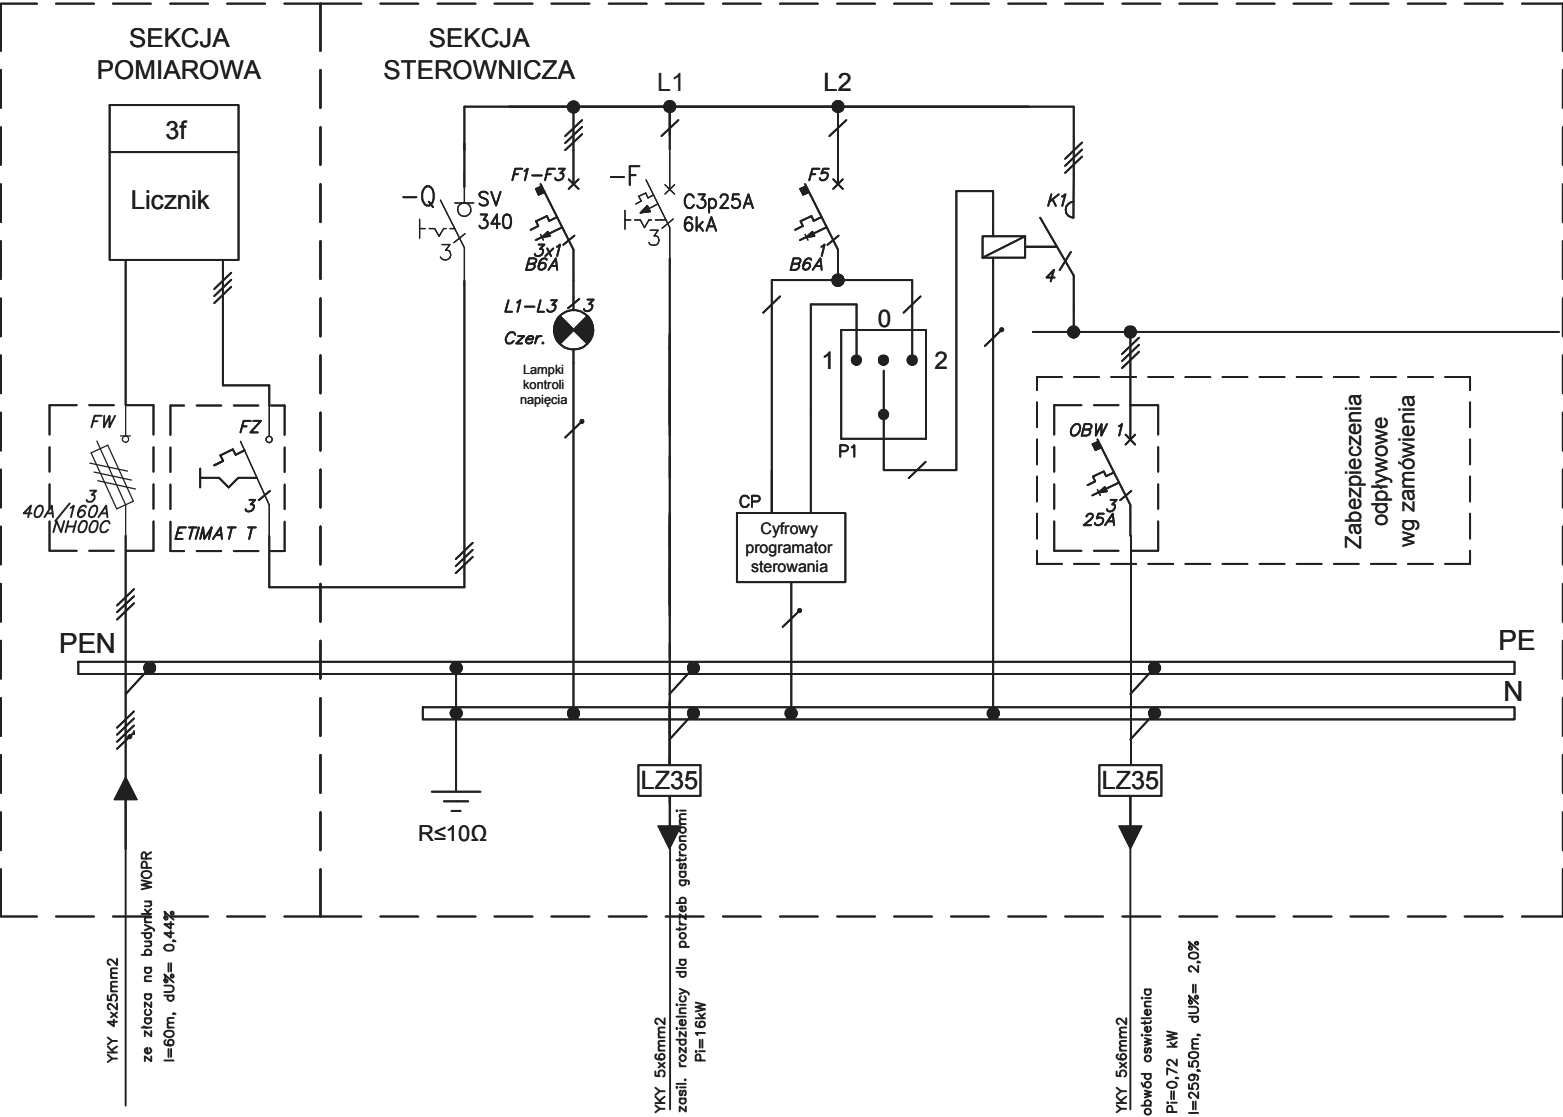 SEKCJA
POMIAROWA
SEKCJA
STEROWNICZA
3f
Licznik
L1
L2
-Q
SV
340
3
F1-F3
3x1
B6A
-F
C3p25A
6kA
3
F5
1
B6A
K1
4
L1-L3
3
Czer.
Lampki
kontroli
napięcia
0
1
2
P1
FW
3
40A/160A
NH00C
FZ
3
ETIMAT T
CP
Cyfrowy
programator
sterowania
OBW 1
3
25A
Zabezpieczenia
odpływowe
wg zamówienia
PEN
PE
N
LZ35
LZ35
R≤10Ω
YKY 4x25mm2
ze złacza na budynku WOPR
l=60m, dU%= 0,44%
YKY 5x6mm2
zasil. rozdzielnicy dla potrzeb gastronomi
Pi=16kW
YKY 5x6mm2
obwód oswietlenia
Pi=0,72 kW
l=259,50m, dU%= 2,0%